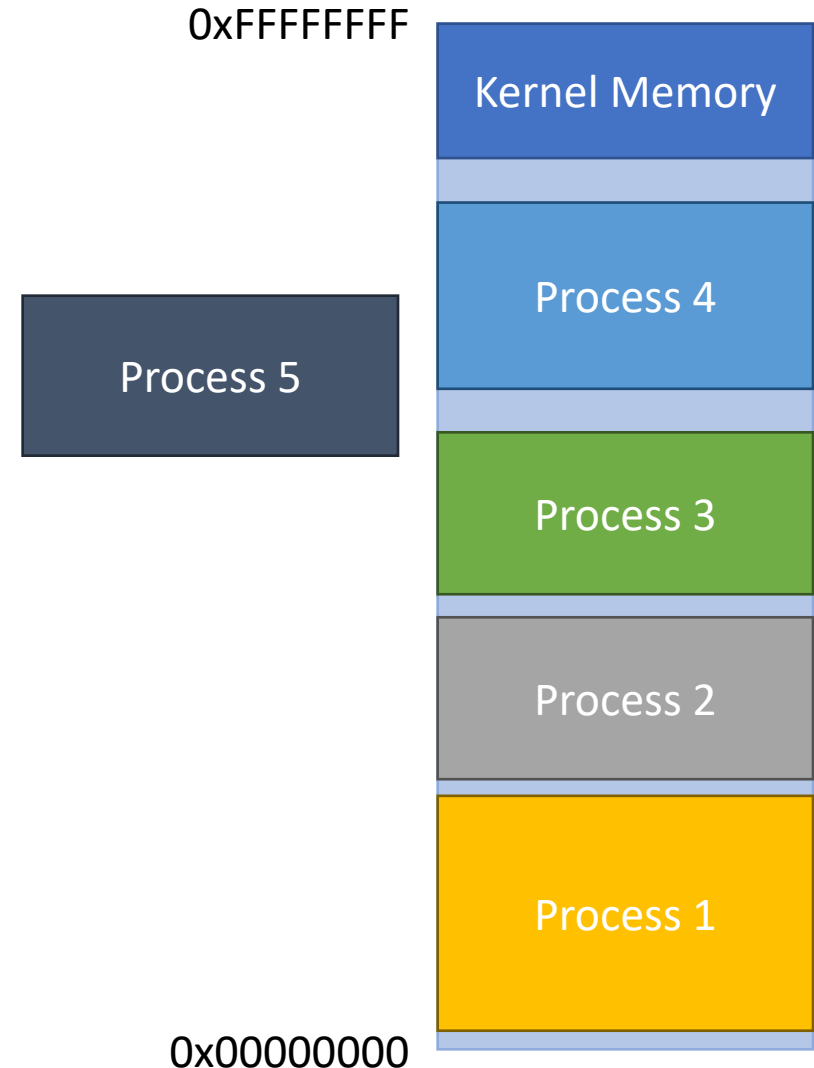 0xFFFFFFFF
Kernel Memory
Process 4
Process 5
Process 3
Process 2
Process 1
0x00000000